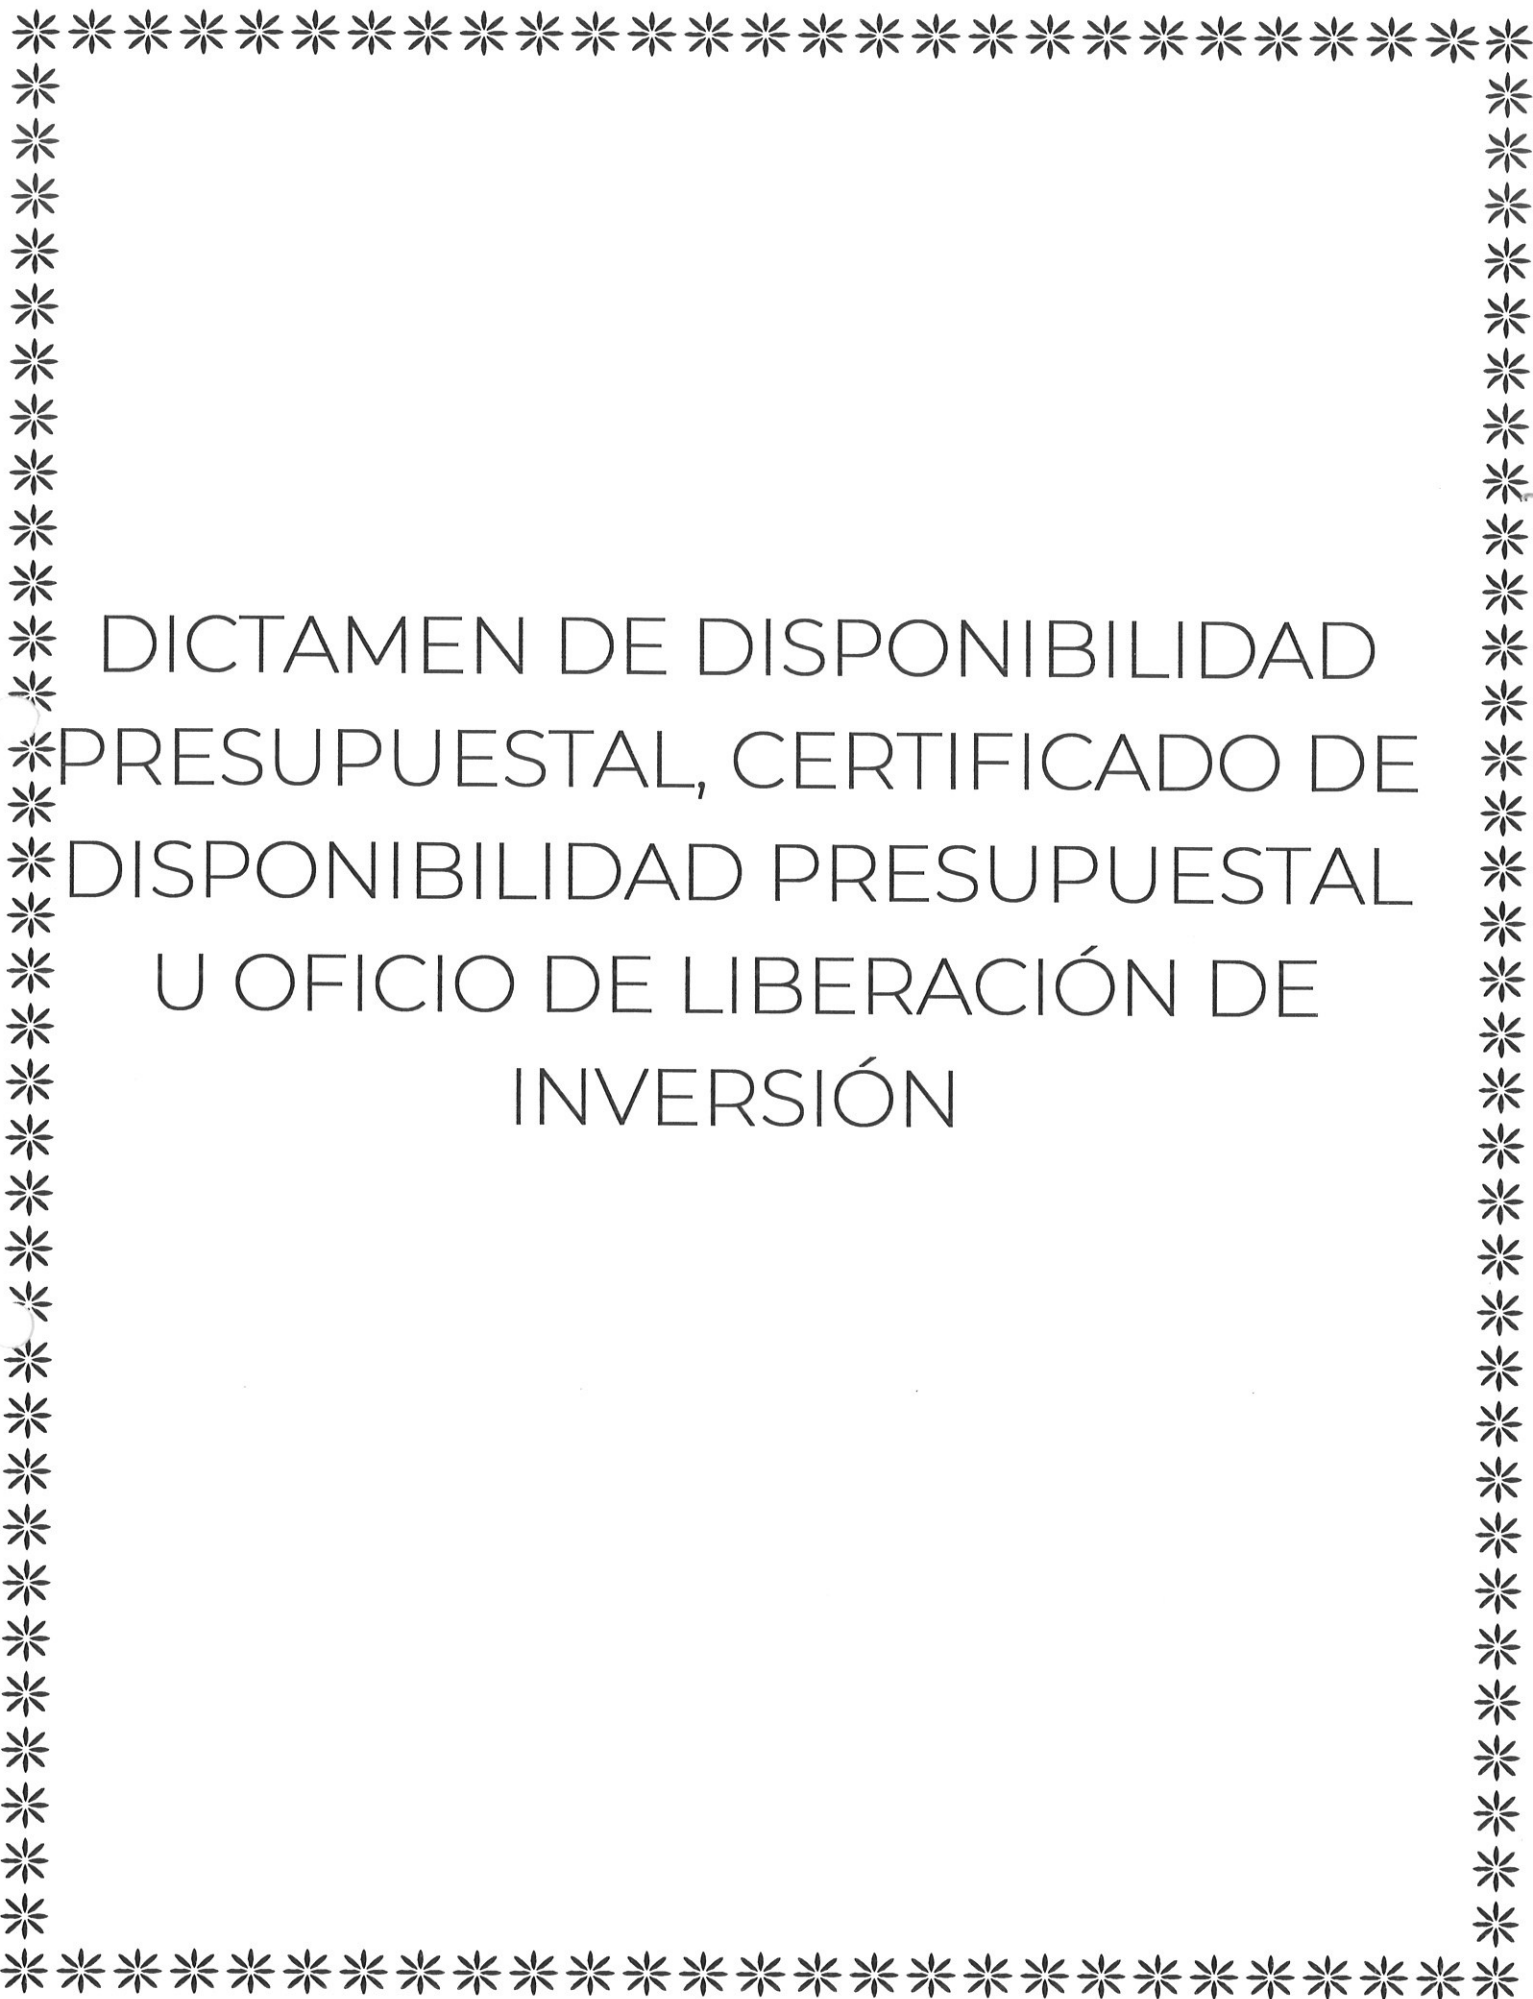 DICTAMEN DE DISPONIBILIDAD
PRESUPUESTAL, CERTIFICADO DE
DISPONIBILIDAD PRESUPUESTAL
U OFICIO DE LIBERACIÓN DE
INVERSIÓN